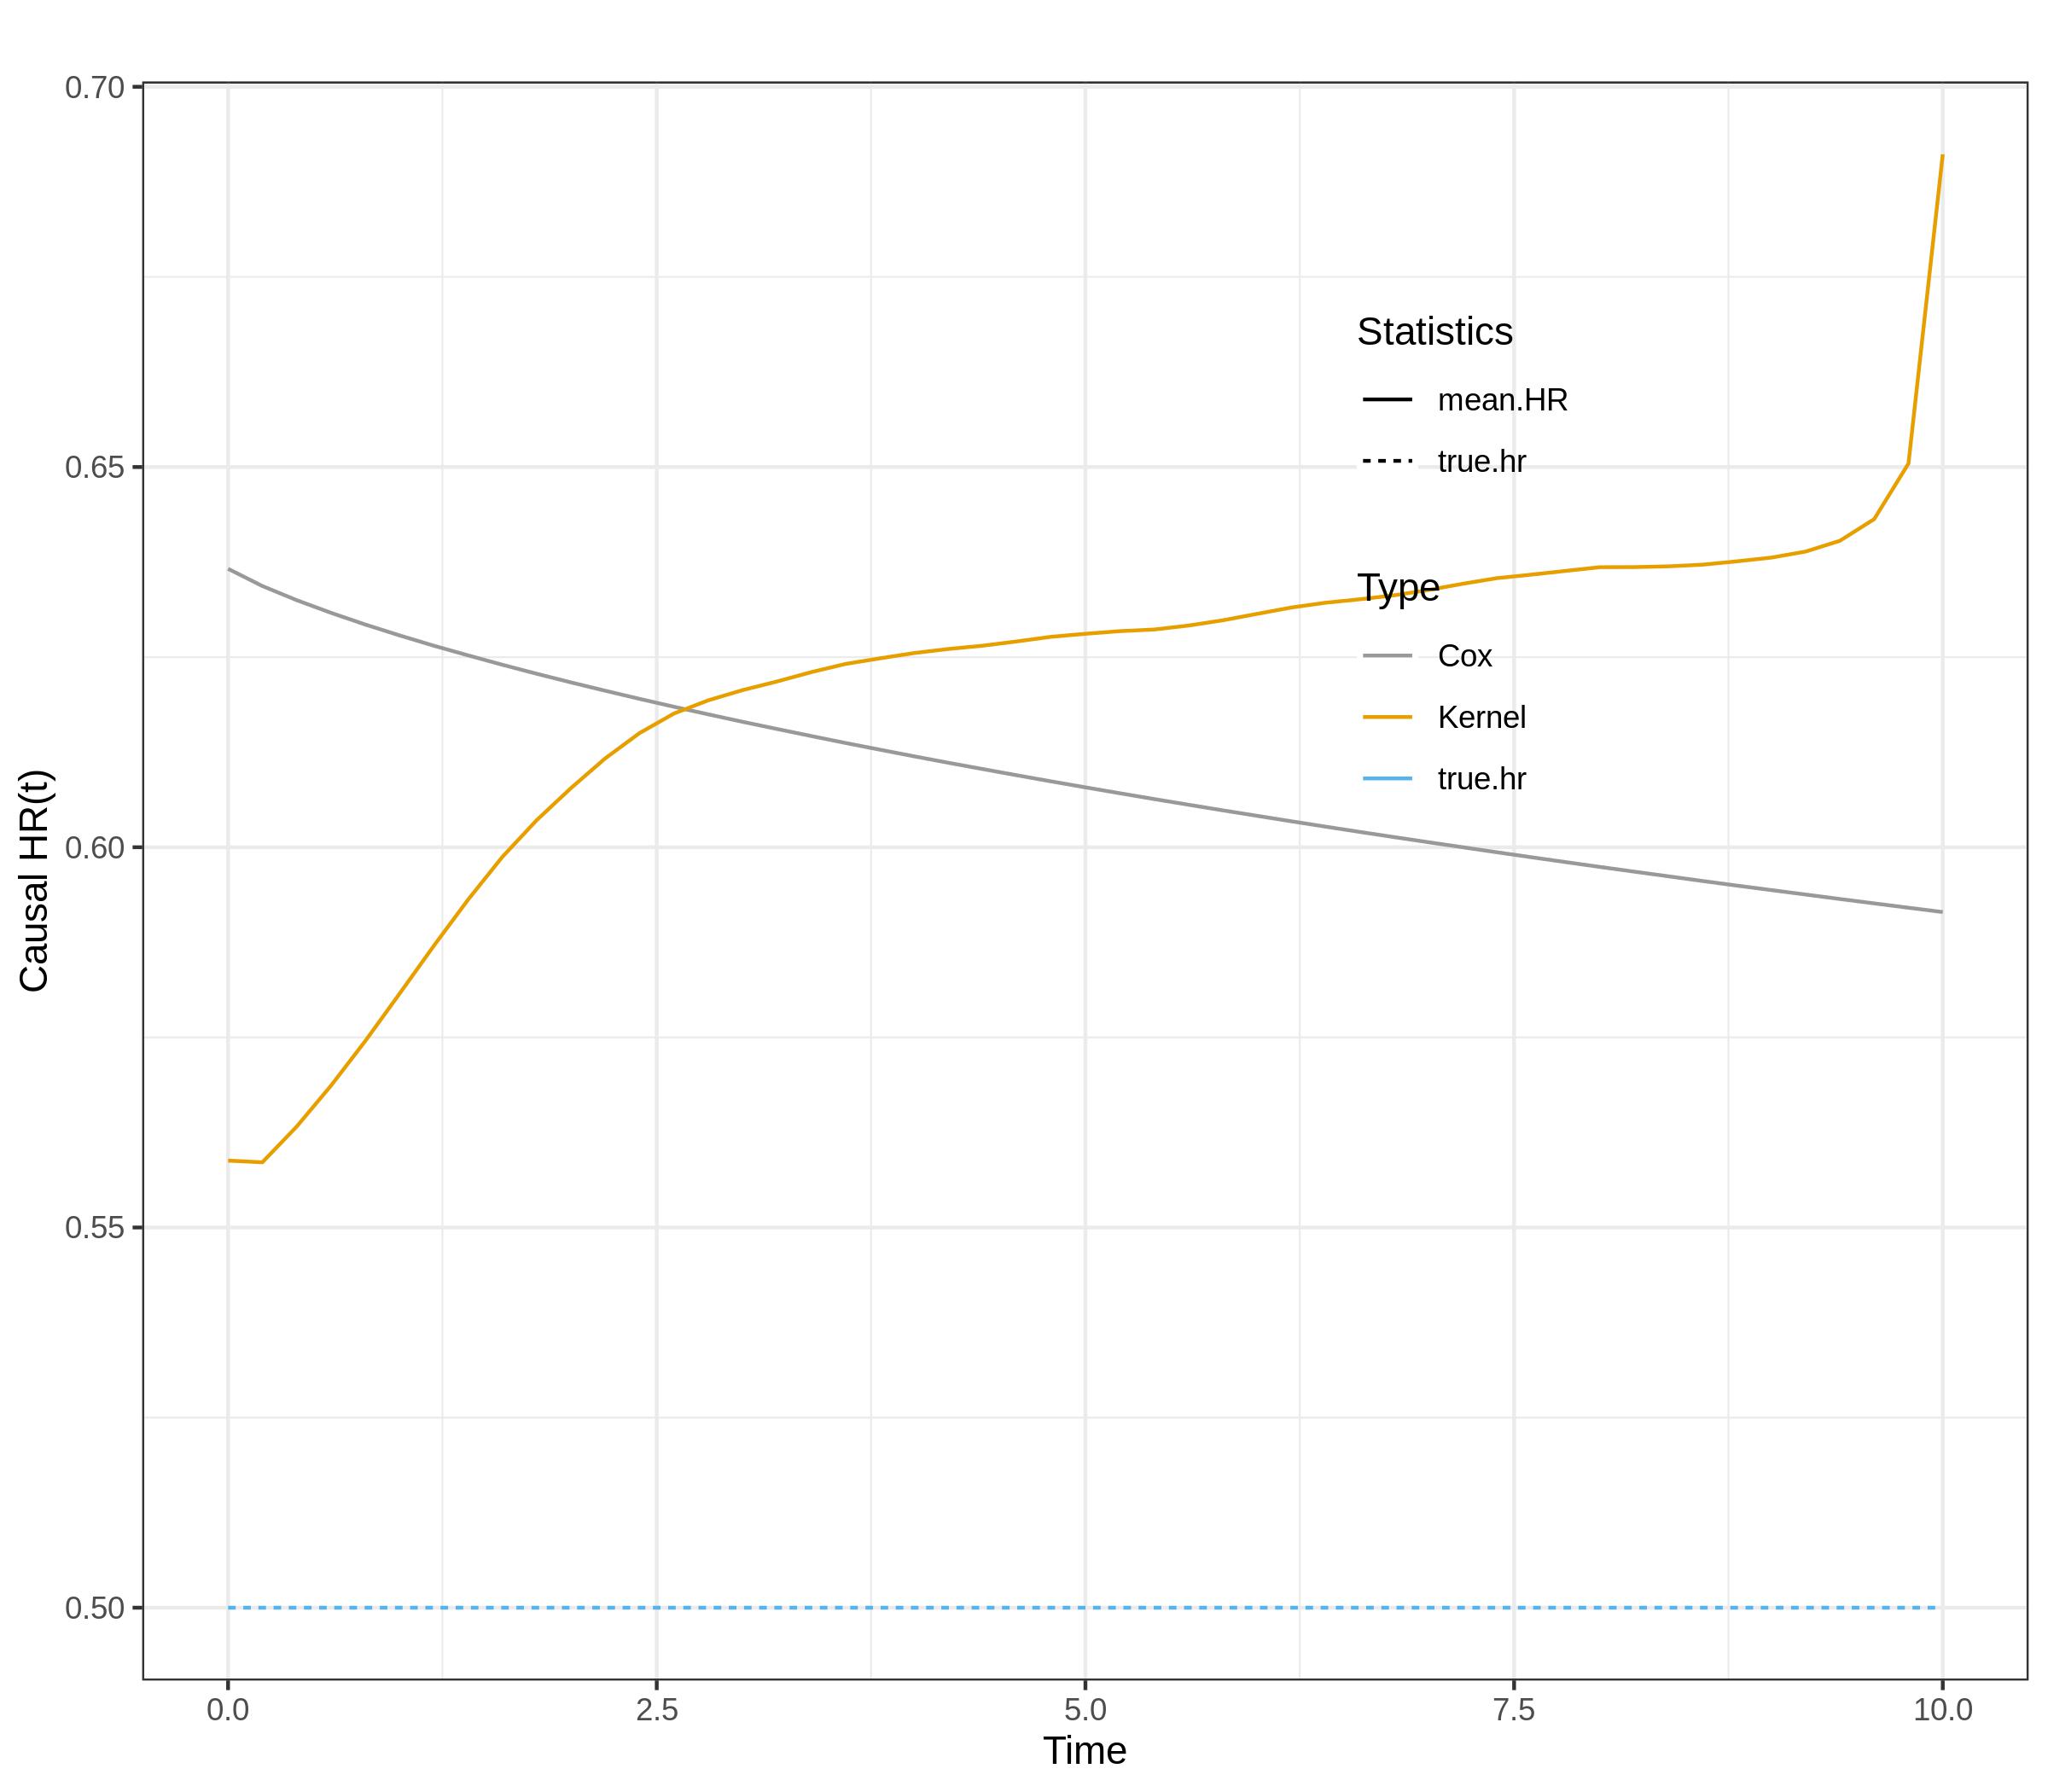 0.70
0.65
0.60
0.55
0.50
Causal HR(t)
Statistics
mean.HR
true.hr
Type
Cox
Kernel
true.hr
0.0 2.5 5.0 7.5 10.0
Time